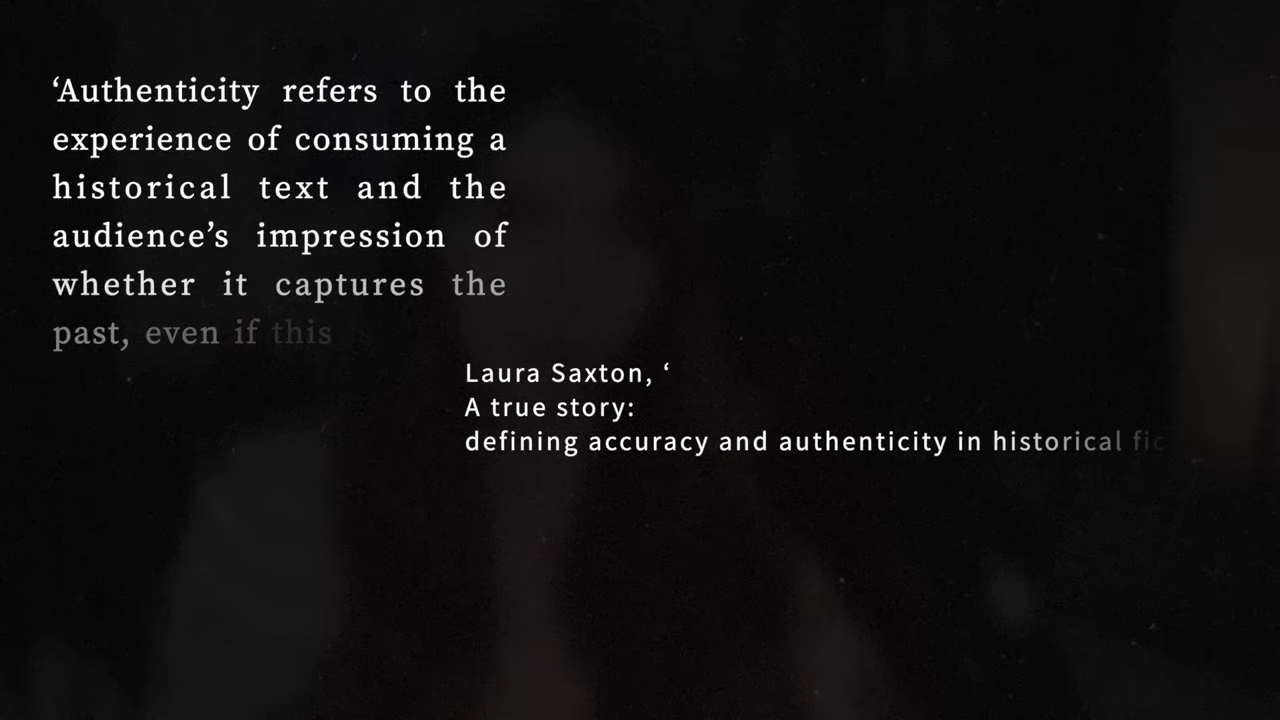 ‘Authenticity refers to the
experience of consuming a
historical text and the
audience’s impression of
whether it captures the
past, even if this
Laura Saxton, ‘
A true story:
defining accuracy and authenticity in historical fic